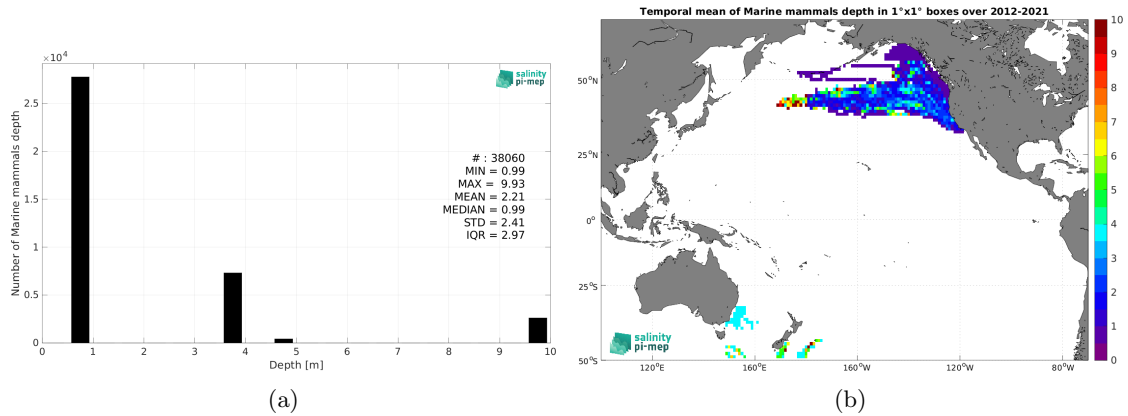 ×10⁴
2.5
2
1.5
1
0.5
0
0 1 2 3 4 5 6 7 8 9 10
Number of Marine mammals depth
Depth [m]
salinity
pi-mep
# : 38060
MIN = 0.99
MAX = 9.93
MEAN = 2.21
MEDIAN = 0.99
STD = 2.41
IQR = 2.97
(a)
Temporal mean of Marine mammals depth in 1°x1° boxes over 2012-2021
50°N
25°N
0°
25°S
50°S
120°E 160°E 160°W 120°W 80°W
salinity
pi-mep
10
9
8
7
6
5
4
3
2
1
0
(b)